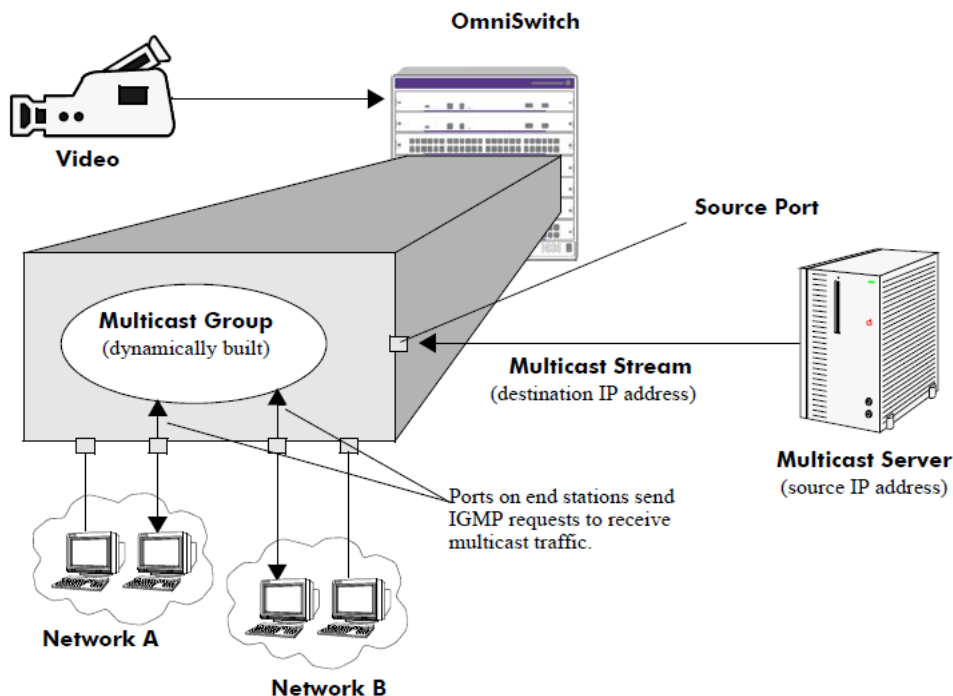 OmniSwitch
Video
Source Port
Multicast Group
(dynamically built)
Multicast Stream
(destination IP address)
Multicast Server
(source IP address)
Ports on end stations send
IGMP requests to receive
multicast traffic.
Network A
Network B